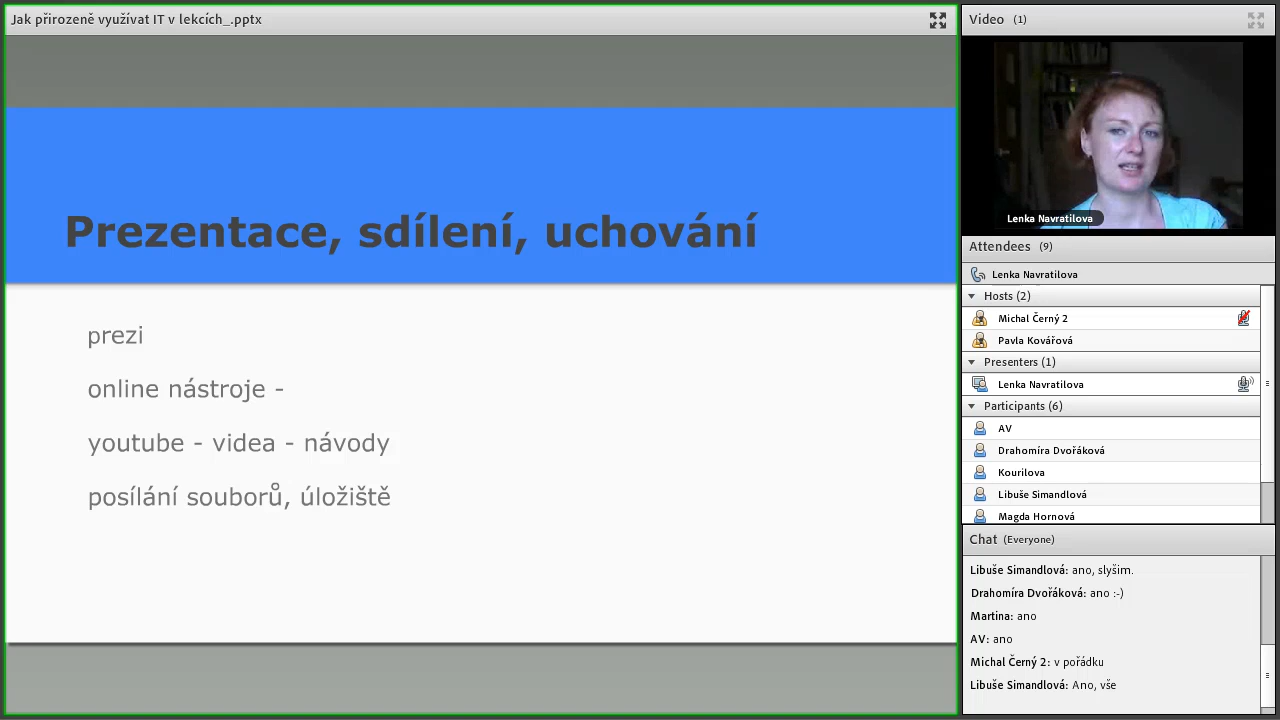 Jak přirozeně využívat IT v lekcích_.pptx
Prezentace, sdílení, uchování
prezi
online nástroje -
youtube - videa - návody
posílání souborů, úložiště
Video (1)
Lenka Navratilova
Attendees (9)
Lenka Navratilova
Hosts (2)
Michal Černý 2
Pavla Kovářová
Presenters (1)
Lenka Navratilova
Participants (6)
AV
Drahomíra Dvořáková
Kourilova
Libuše Simandlová
Magda Hornová
Chat (Everyone)
Libuše Simandlová: ano, slyšim.
Drahomíra Dvořáková: ano :-)
Martina: ano
AV: ano
Michal Černý 2: v pořádku
Libuše Simandlová: Ano, vše